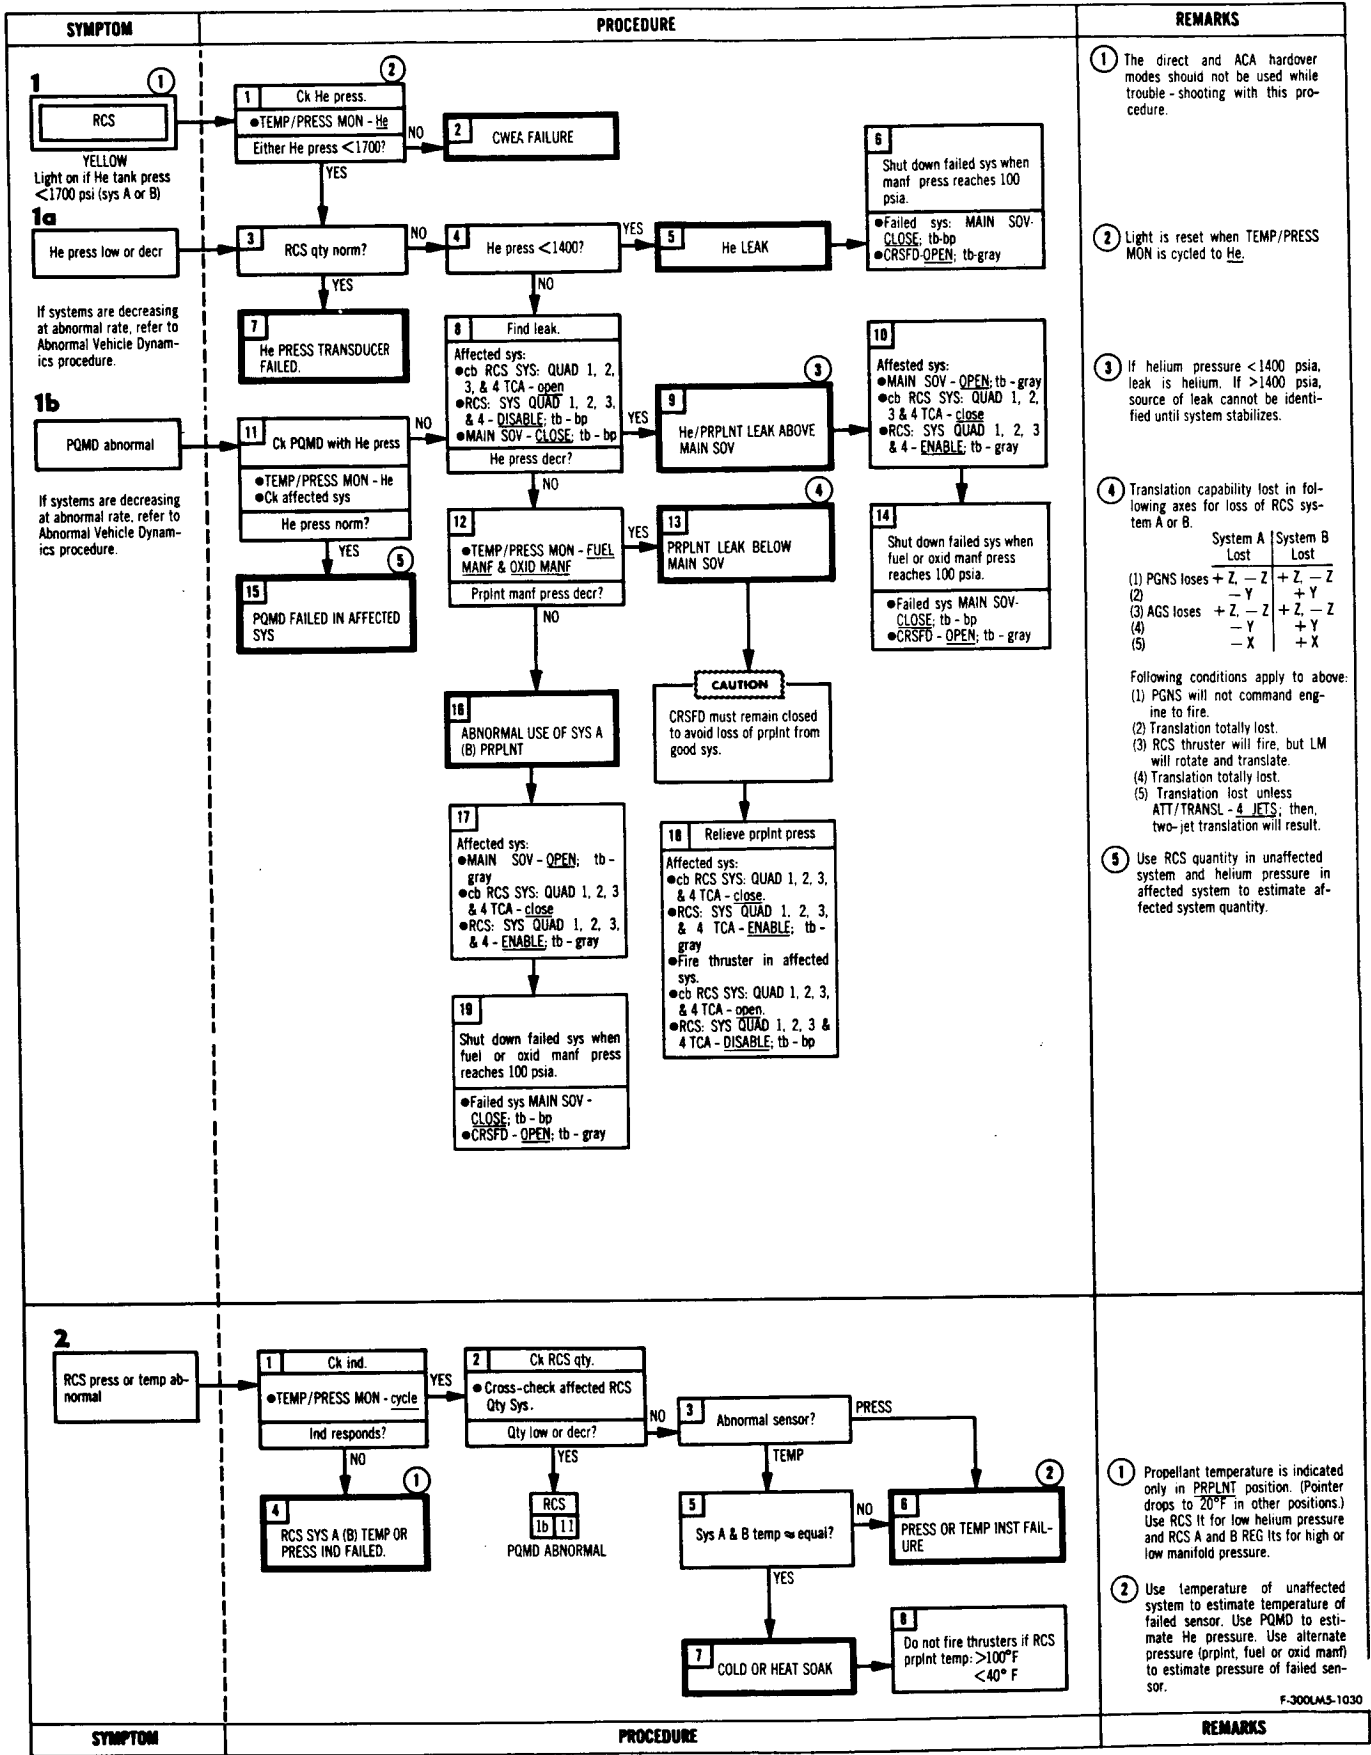 SYMPTOM
PROCEDURE
REMARKS
1
1
RCS
YELLOW
Light on if He tank press
<1700 psi (sys A or B)
1a
He press low or decr
If systems are decreasing
at abnormal rate, refer to
Abnormal Vehicle Dynam-
ics procedure.
1b
PQMD abnormal
If systems are decreasing
at abnormal rate, refer to
Abnormal Vehicle Dynam-
ics procedure.
2
1 Ck He press.
●TEMP/PRESS MON - He
Either He press <1700?
NO
YES
2
CWEA FAILURE
3
RCS qty norm?
NO
YES
4
He press <1400?
YES
NO
5
He LEAK
6
Shut down failed sys when
manf press reaches 100
psia.
●Failed sys: MAIN SOV-
CLOSE; tb-bp
●CRSFD-OPEN; tb-gray
7
He PRESS TRANSDUCER
FAILED.
8 Find leak.
Affected sys:
●cb RCS SYS: QUAD 1, 2,
3, & 4 TCA - open
●RCS: SYS QUAD 1, 2, 3,
& 4 - DISABLE; tb - bp
●MAIN SOV - CLOSE; tb - bp
He press decr?
YES
NO
3
9
He/PRPLNT LEAK ABOVE
MAIN SOV
10
Affested sys:
●MAIN SOV - OPEN; tb - gray
●cb RCS SYS: QUAD 1, 2,
3 & 4 TCA - close
●RCS: SYS QUAD 1, 2, 3
& 4 - ENABLE; tb - gray
11
Ck PQMD with He press
●TEMP/PRESS MON - He
●Ck affected sys
He press norm?
NO
YES
12
●TEMP/PRESS MON - FUEL
MANF & OXID MANF
Prplnt manf press decr?
YES
NO
4
13
PRPLNT LEAK BELOW
MAIN SOV
14
Shut down failed sys when
fuel or oxid manf press
reaches 100 psia.
●Failed sys MAIN SOV-
CLOSE; tb - bp
●CRSFD - OPEN; tb - gray
5
15
PQMD FAILED IN AFFECTED
SYS
16
ABNORMAL USE OF SYS A
(B) PRPLNT
CAUTION
CRSFD must remain closed
to avoid loss of prplnt from
good sys.
17
Affected sys:
●MAIN SOV - OPEN; tb -
gray
●cb RCS SYS: QUAD 1, 2, 3
& 4 TCA - close
●RCS: SYS QUAD 1, 2, 3,
& 4 - ENABLE; tb - gray
18 Relieve prplnt press
Affected sys:
●cb RCS SYS: QUAD 1, 2, 3,
& 4 TCA - close.
●RCS: SYS QUAD 1, 2, 3,
& 4 TCA - ENABLE; tb -
gray
●Fire thruster in affected
sys.
●cb RCS SYS: QUAD 1, 2, 3,
& 4 TCA - open.
●RCS: SYS QUAD 1, 2, 3 &
4 TCA - DISABLE; tb - bp
19
Shut down failed sys when
fuel or oxid manf press
reaches 100 psia.
●Failed sys MAIN SOV -
CLOSE; tb - bp
●CRSFD - OPEN; tb - gray
1 The direct and ACA hardover
modes should not be used while
trouble - shooting with this pro-
cedure.
2 Light is reset when TEMP/PRESS
MON is cycled to He.
3 If helium pressure < 1400 psia,
leak is helium. If >1400 psia,
source of leak cannot be identi-
fied until system stabilizes.
4 Translation capability lost in fol-
lowing axes for loss of RCS sys-
tem A or B.
System A System B
Lost Lost
(1) PGNS loses + Z, - Z + Z, - Z
(2) - Y + Y
(3) AGS loses + Z, - Z + Z, - Z
(4) - Y + Y
(5) - X + X
Following conditions apply to above:
(1) PGNS will not command eng-
ine to fire.
(2) Translation totally lost.
(3) RCS thruster will fire, but LM
will rotate and translate.
(4) Translation totally lost.
(5) Translation lost unless
ATT/TRANSL - 4 JETS; then,
two-jet translation will result.
5 Use RCS quantity in unaffected
system and helium pressure in
affected system to estimate af-
fected system quantity.
2
RCS press or temp ab-
normal
1 Ck ind.
●TEMP/PRESS MON - cycle
Ind responds?
YES
NO
2 Ck RCS qty.
● Cross-check affected RCS
Qty Sys.
Qty low or decr?
NO
YES
RCS
1b 11
PQMD ABNORMAL
3
Abnormal sensor?
PRESS
TEMP
1
4
RCS SYS A (B) TEMP OR
PRESS IND FAILED.
5
Sys A & B temp ≈ equal?
NO
YES
2
6
PRESS OR TEMP INST FAIL-
URE
7
COLD OR HEAT SOAK
8
Do not fire thrusters if RCS
prplnt temp: >100°F
<40° F
1 Propellant temperature is indicated
only in PRPLNT position. (Pointer
drops to 20°F in other positions.)
Use RCS lt for low helium pressure
and RCS A and B REG lts for high or
low manifold pressure.
2 Use temperature of unaffected
system to estimate temperature of
failed sensor. Use PQMD to esti-
mate He pressure. Use alternate
pressure (prplnt, fuel or oxid manf)
to estimate pressure of failed sen-
sor.
F-300LM5-1030
SYMPTOM
PROCEDURE
REMARKS